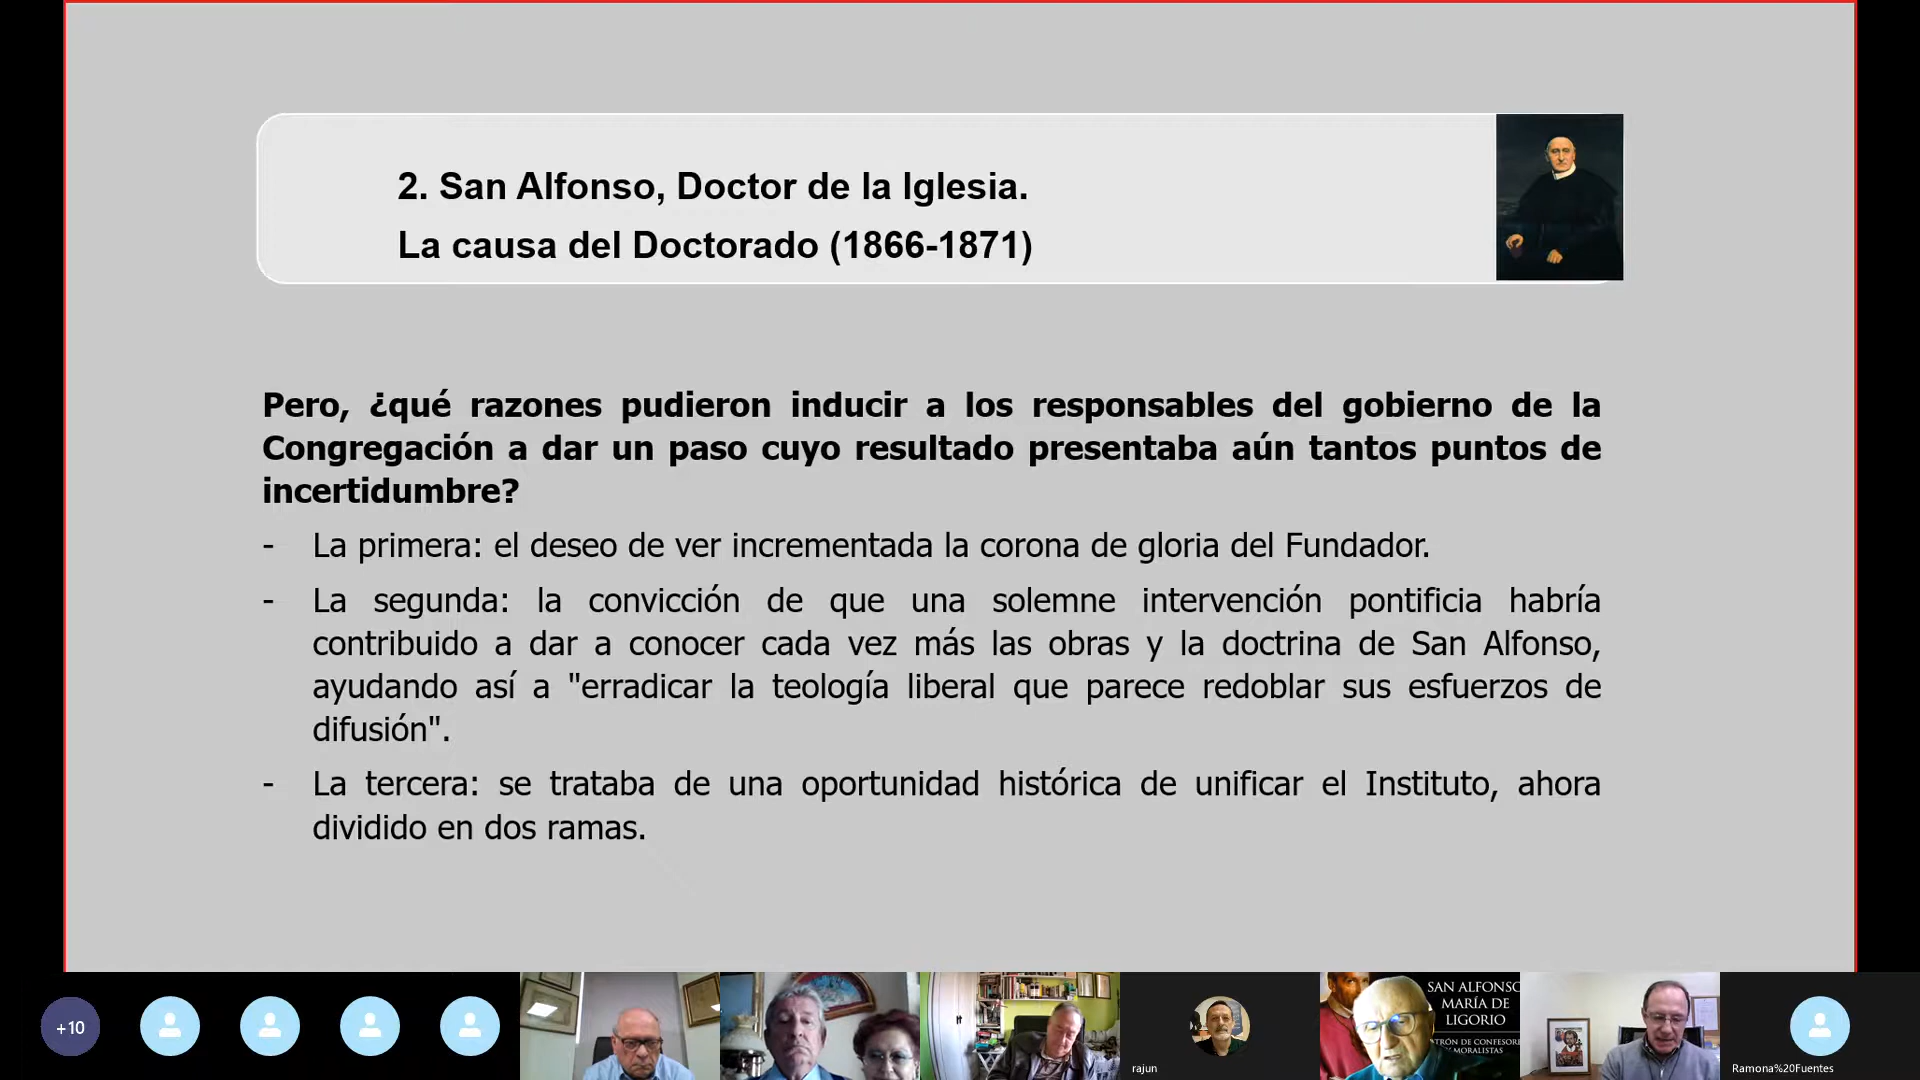 2. San Alfonso, Doctor de la Iglesia.
La causa del Doctorado (1866-1871)
Pero, ¿qué razones pudieron inducir a los responsables del gobierno de la
Congregación a dar un paso cuyo resultado presentaba aún tantos puntos de
incertidumbre?
- La primera: el deseo de ver incrementada la corona de gloria del Fundador.
- La segunda: la convicción de que una solemne intervención pontificia habría
contribuido a dar a conocer cada vez más las obras y la doctrina de San Alfonso,
ayudando así a "erradicar la teología liberal que parece redoblar sus esfuerzos de
difusión".
- La tercera: se trataba de una oportunidad histórica de unificar el Instituto, ahora
dividido en dos ramas.
+10
rajun
SAN ALFONSO
MARÍA DE
LIGORIO
TRÓN DE CONFESORE
Y MORALISTAS
Ramona%20Fuentes